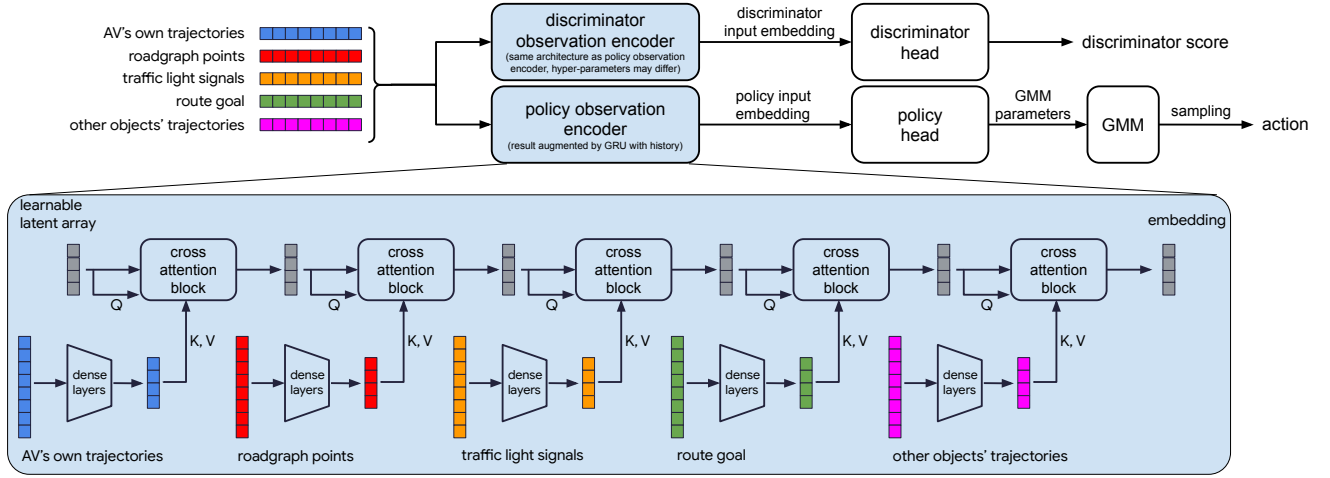 AV's own trajectories
roadgraph points
traffic light signals
route goal
other objects' trajectories
discriminator
observation encoder
(same architecture as policy observation
encoder, hyper-parameters may differ)
discriminator
input embedding
discriminator
head
discriminator score
policy observation
encoder
(result augmented by GRU with history)
policy input
embedding
policy
head
GMM
parameters
GMM
sampling
action
learnable
latent array
embedding
cross
attention
block
Q
K, V
dense
layers
AV's own trajectories
cross
attention
block
Q
K, V
dense
layers
roadgraph points
cross
attention
block
Q
K, V
dense
layers
traffic light signals
cross
attention
block
Q
K, V
dense
layers
route goal
cross
attention
block
Q
K, V
dense
layers
other objects' trajectories